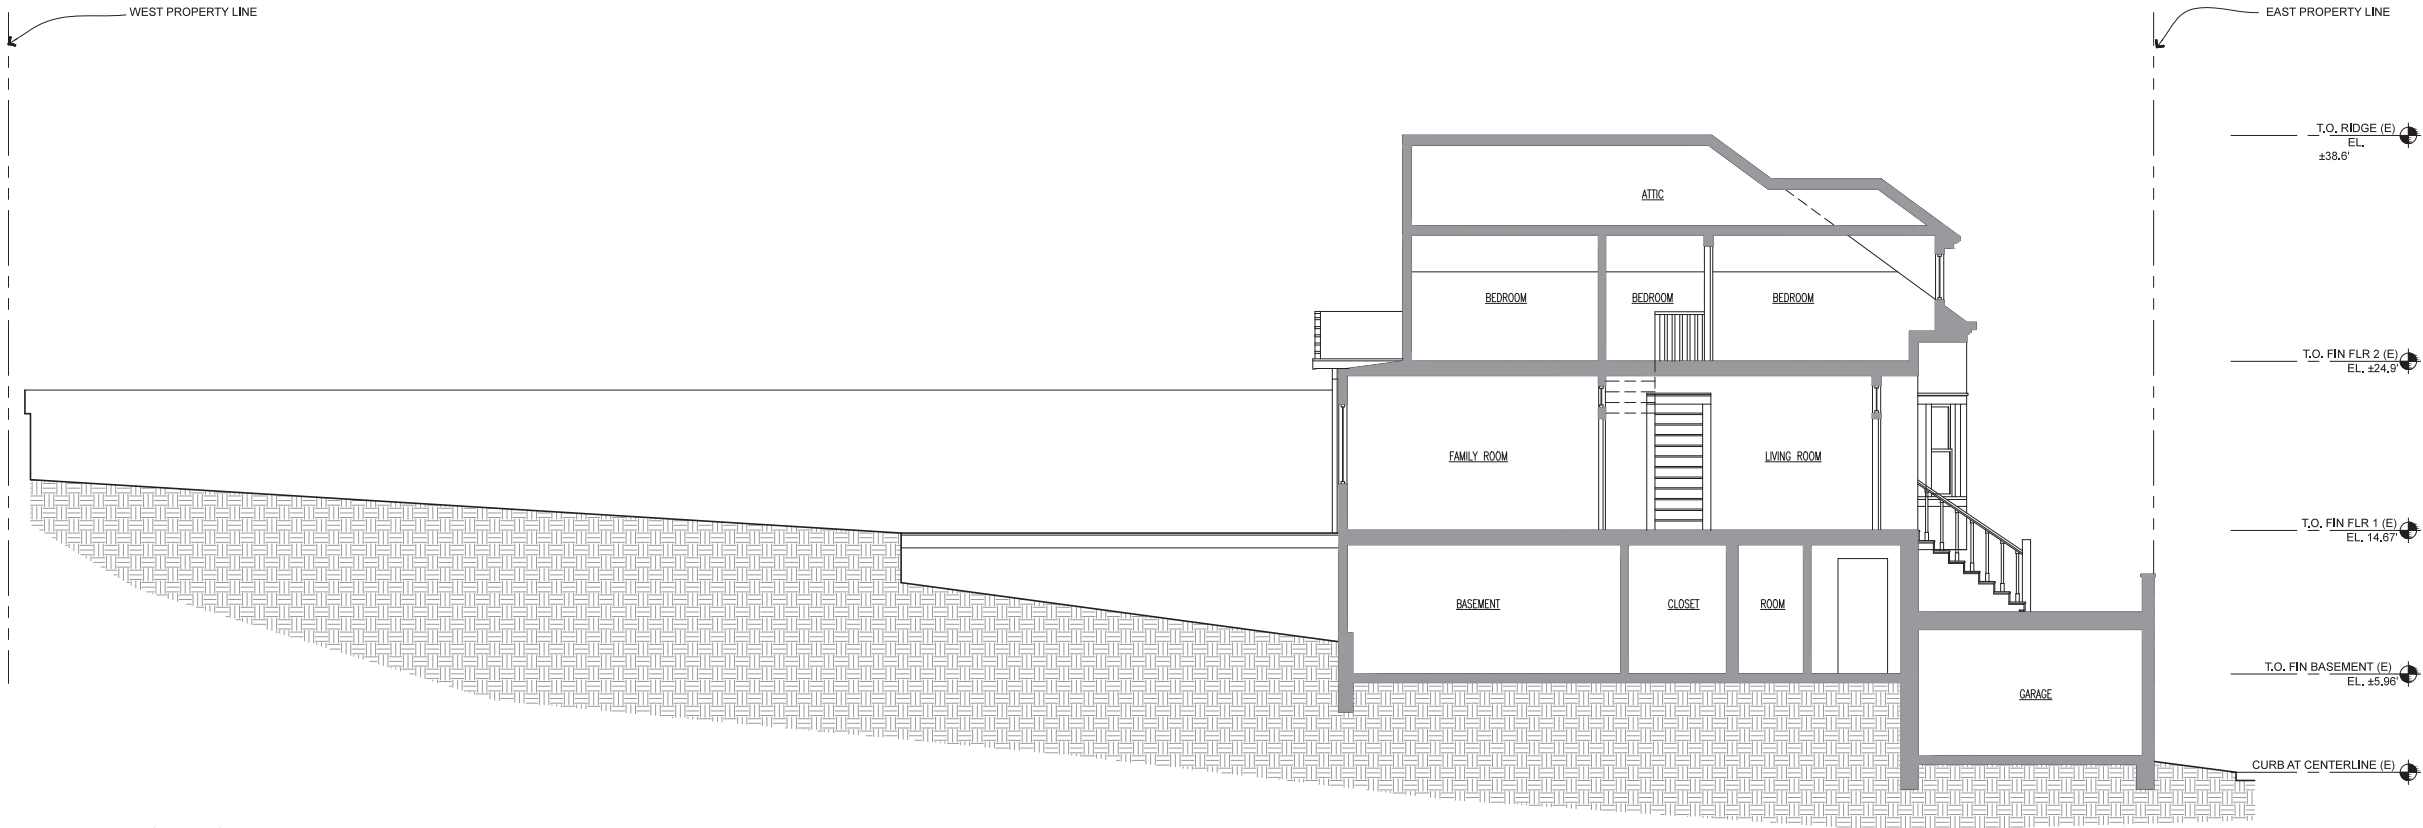 WEST PROPERTY LINE
EAST PROPERTY LINE
T.O. RIDGE (E)
EL.
±38.6'
ATTIC
BEDROOM
BEDROOM
BEDROOM
T.O. FIN FLR 2 (E)
EL. ±24.9'
FAMILY ROOM
LIVING ROOM
T.O. FIN FLR 1 (E)
EL. 14.67'
BASEMENT
CLOSET
ROOM
T.O. FIN BASEMENT (E)
EL. ±5.96'
GARAGE
CURB AT CENTERLINE (E)